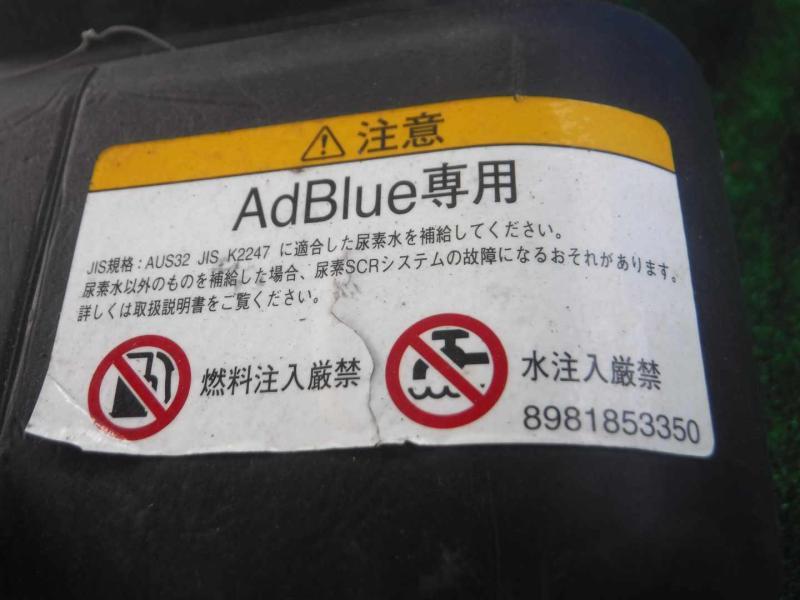 注意
AdBlue専用
JIS規格：AUS32 JIS K2247 に適合した尿素水を補給してください。
尿素水以外のものを補給した場合、尿素SCRシステムの故障になるおそれがあります。
詳しくは取扱説明書をご覧ください。
燃料注入厳禁
水注入厳禁
8981853350